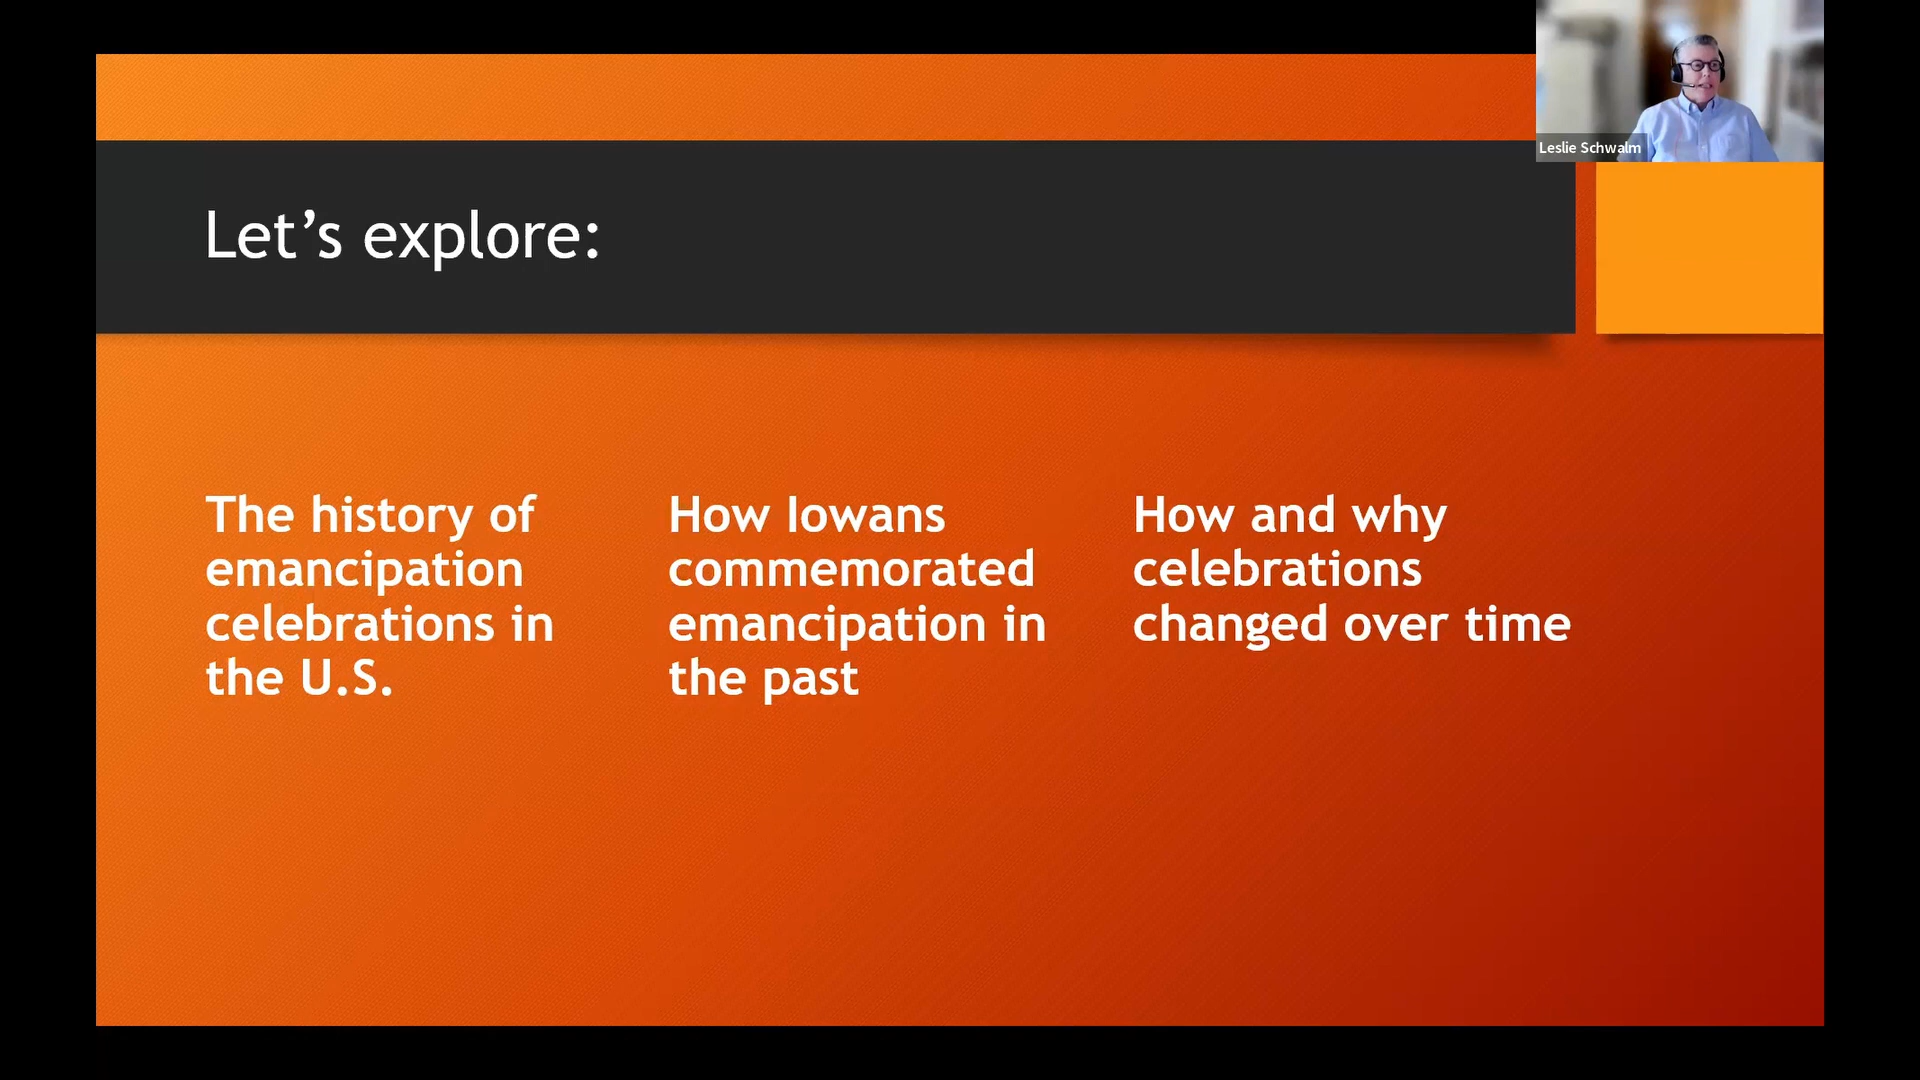 Leslie Schwalm
Let’s explore:
The history of
emancipation
celebrations in
the U.S.
How Iowans
commemorated
emancipation in
the past
How and why
celebrations
changed over time